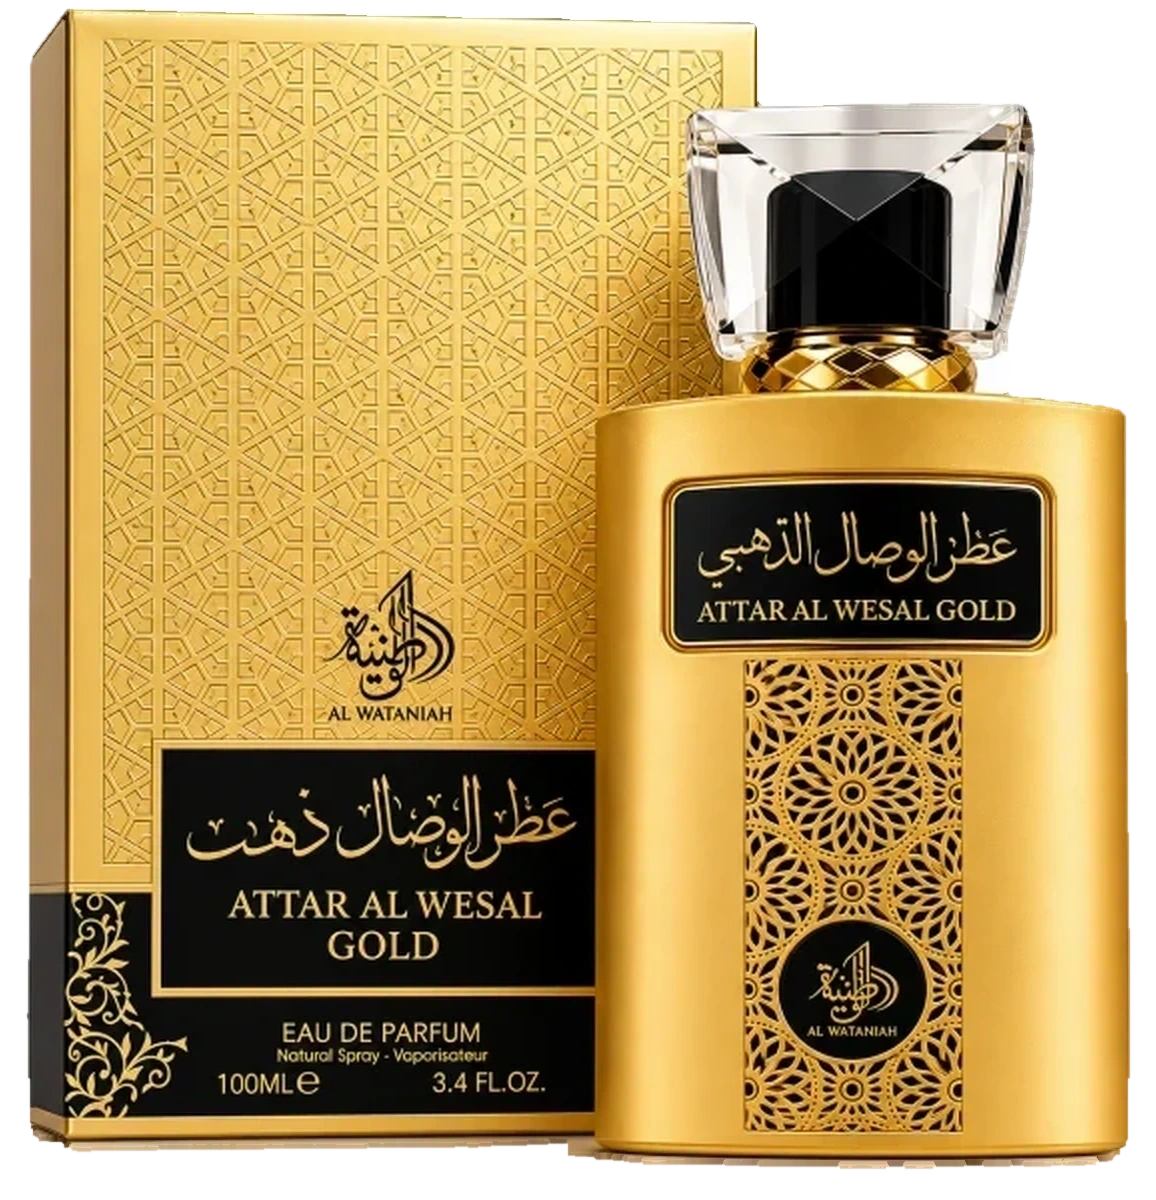 الوطنية
AL WATANIAH
عطر الوصال ذهب
ATTAR AL WESAL
GOLD
EAU DE PARFUM
Natural Spray - Vaporisateur
100ML e
3.4 FL.OZ.
عطر الوصال الذهبي
ATTAR AL WESAL GOLD
الوطنية
AL WATANIAH